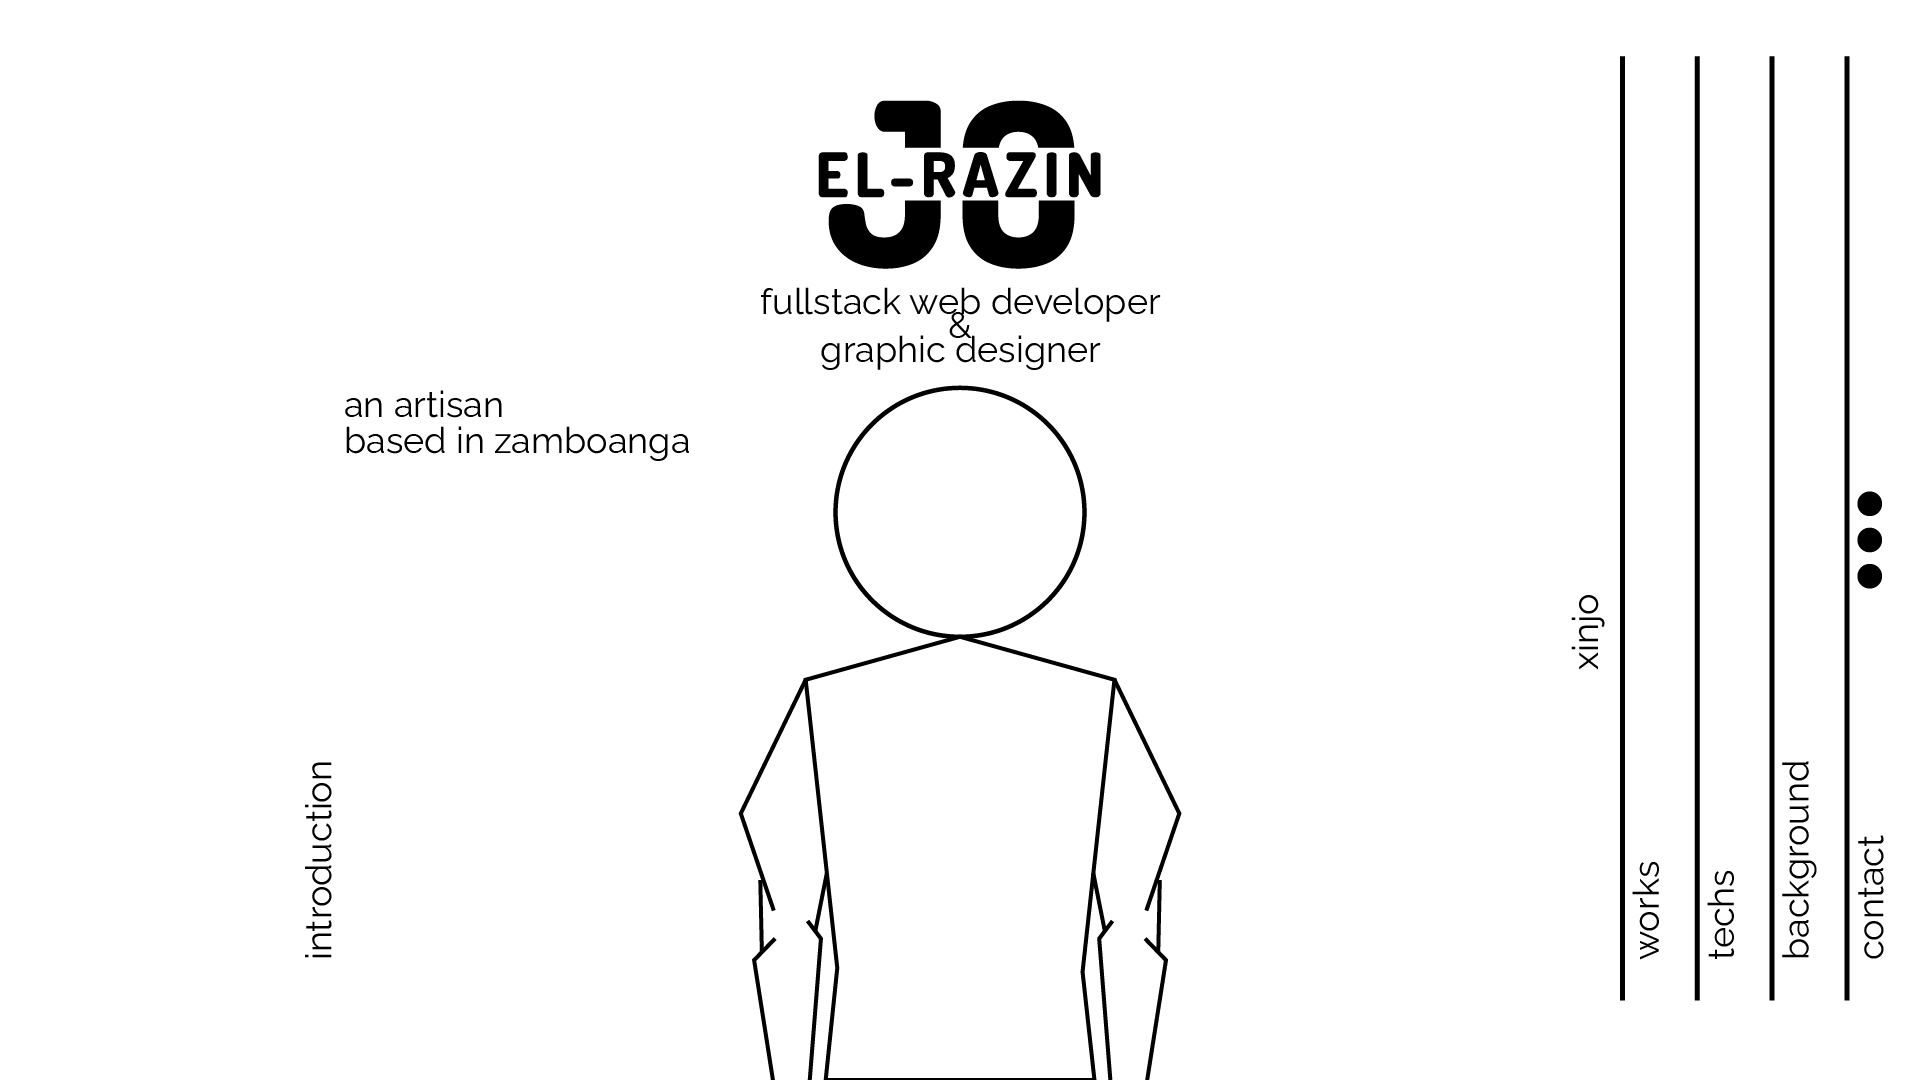 JO
EL-RAZIN
fullstack web developer
&
graphic designer
an artisan
based in zamboanga
introduction
xinjo
works
techs
background
contact